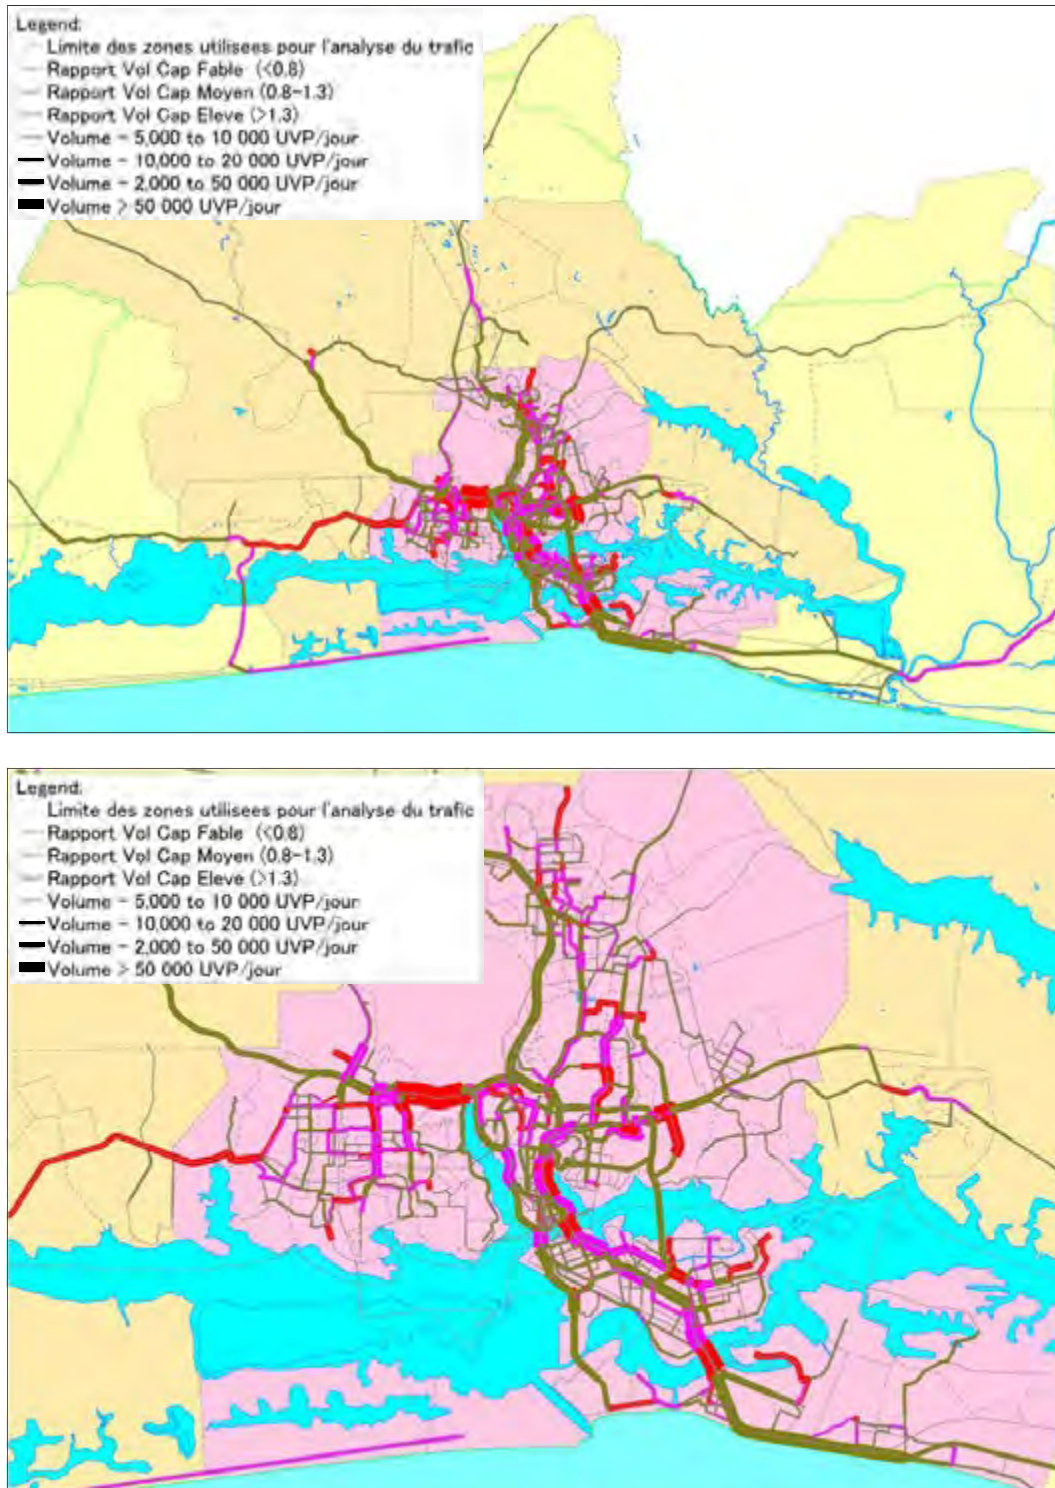 Legend:
Limite des zones utilisees pour l'analyse du trafic
Rapport Vol Cap Fable (<0.8)
Rapport Vol Cap Moyen (0.8-1.3)
Rapport Vol Cap Eleve (>1.3)
Volume - 5,000 to 10 000 UVP/jour
Volume - 10,000 to 20 000 UVP/jour
Volume - 2,000 to 50 000 UVP/jour
Volume > 50 000 UVP/jour
Legend:
Limite des zones utilisees pour l'analyse du trafic
Rapport Vol Cap Fable (<0.8)
Rapport Vol Cap Moyen (0.8-1.3)
Rapport Vol Cap Eleve (>1.3)
Volume - 5,000 to 10 000 UVP/jour
Volume - 10,000 to 20 000 UVP/jour
Volume - 2,000 to 50 000 UVP/jour
Volume > 50 000 UVP/jour